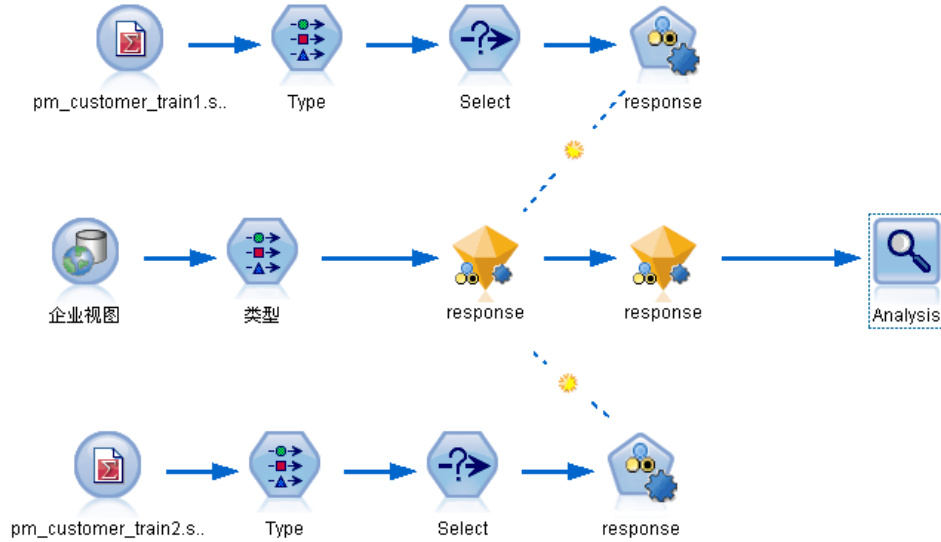 pm_customer_train1.s..
Type
Select
response
企业视图
类型
response
response
Analysis
pm_customer_train2.s..
Type
Select
response